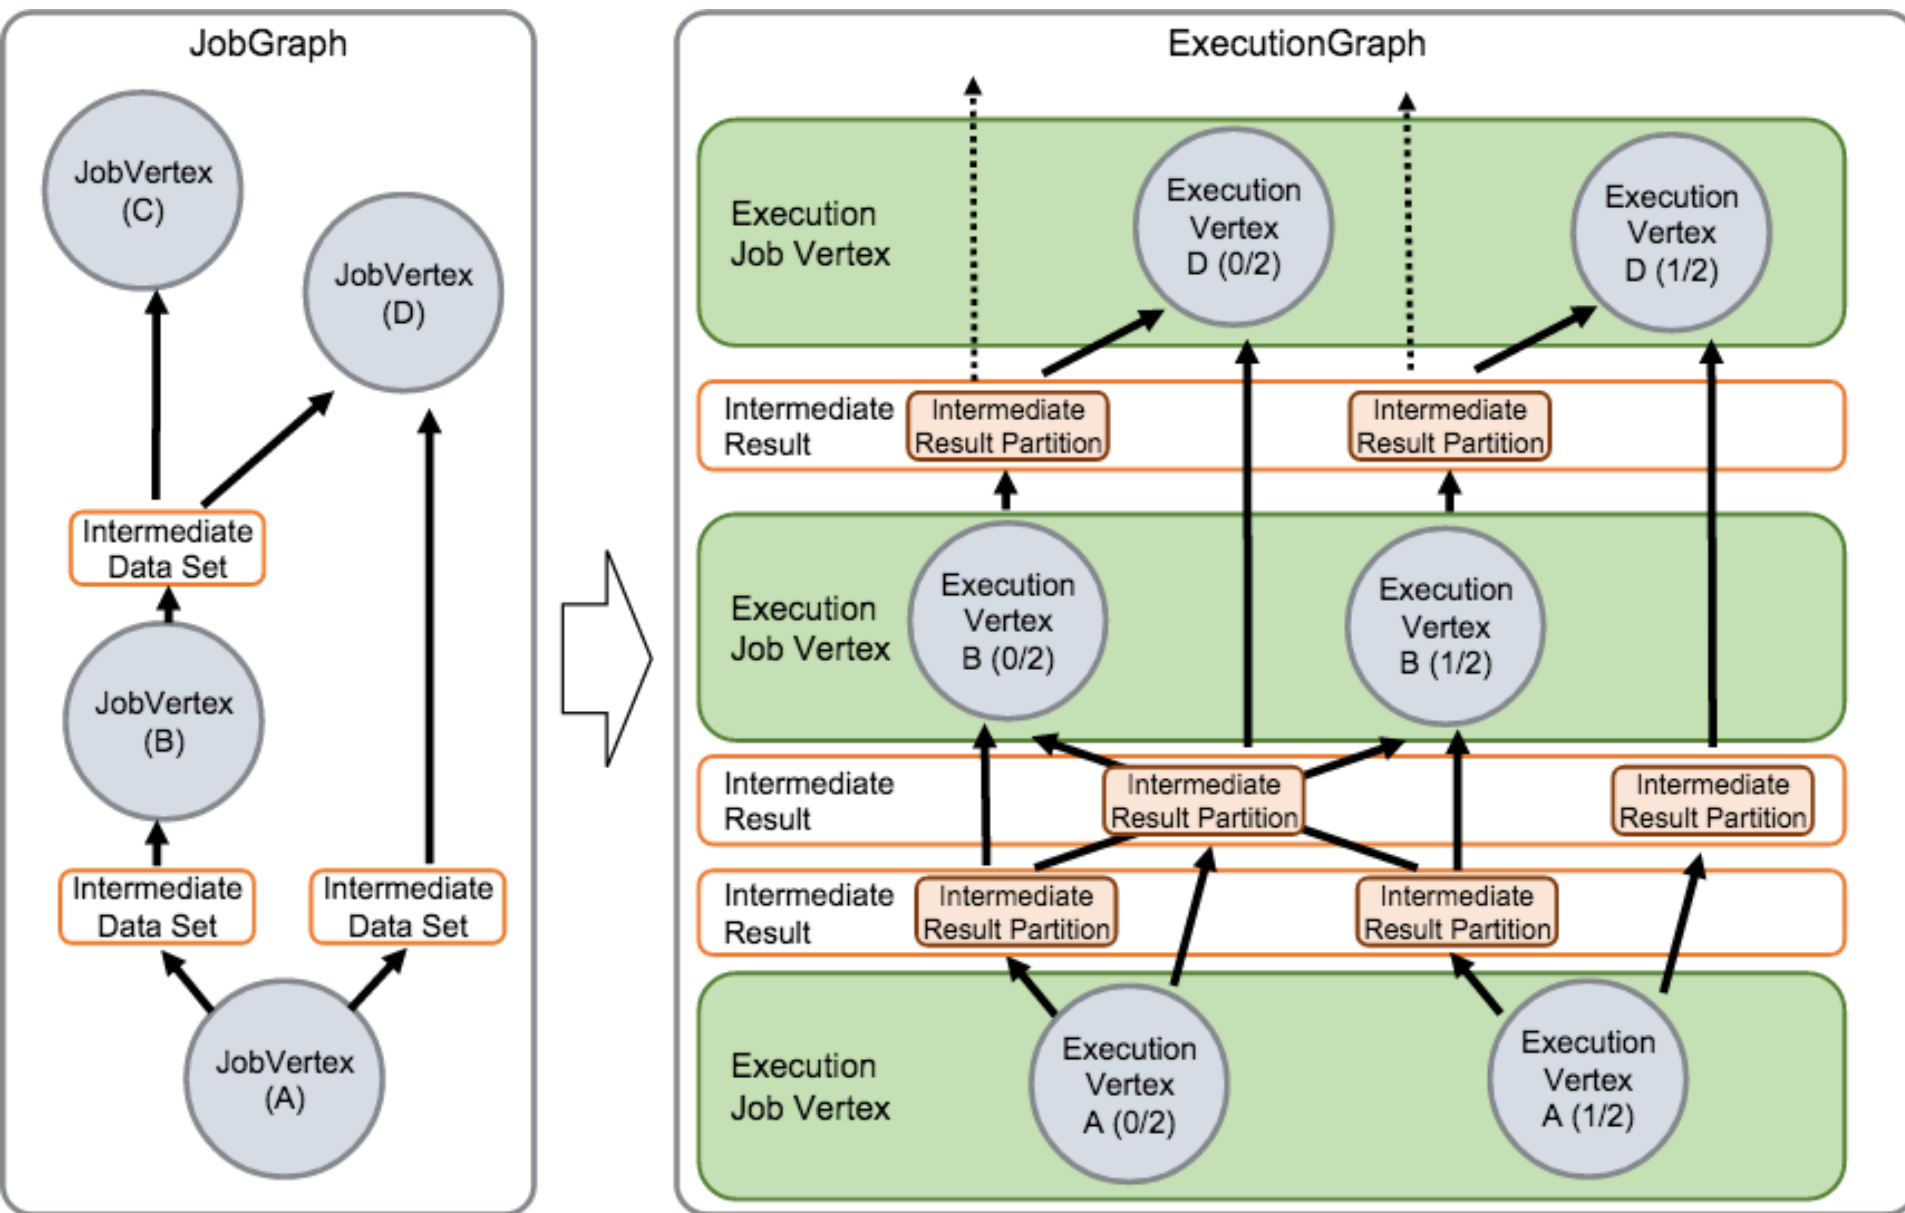 JobGraph
JobVertex
(C)
JobVertex
(D)
Intermediate
Data Set
JobVertex
(B)
Intermediate
Data Set
Intermediate
Data Set
JobVertex
(A)
ExecutionGraph
Execution
Job Vertex
Execution
Vertex
D (0/2)
Execution
Vertex
D (1/2)
Intermediate
Result
Intermediate
Result Partition
Intermediate
Result Partition
Execution
Job Vertex
Execution
Vertex
B (0/2)
Execution
Vertex
B (1/2)
Intermediate
Result
Intermediate
Result Partition
Intermediate
Result Partition
Intermediate
Result
Intermediate
Result Partition
Intermediate
Result Partition
Execution
Job Vertex
Execution
Vertex
A (0/2)
Execution
Vertex
A (1/2)